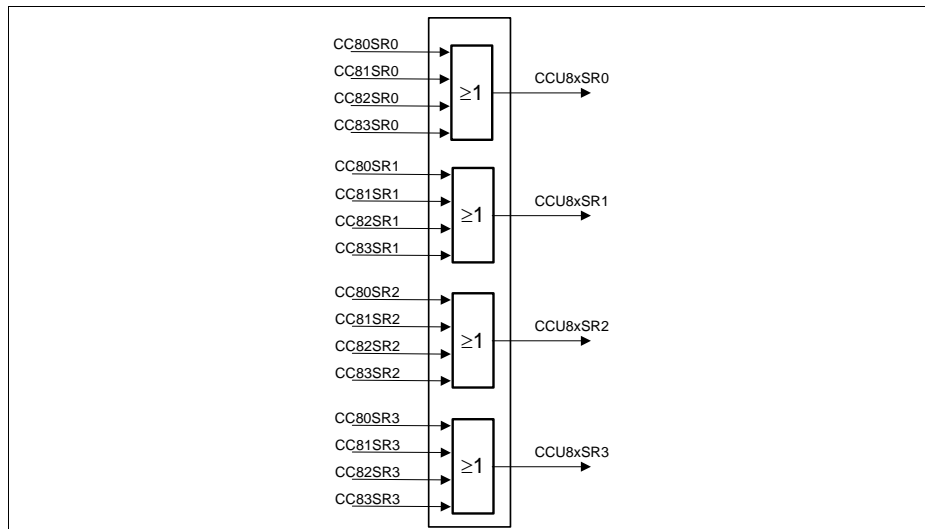 CC80SR0
CC81SR0
CC82SR0
CC83SR0
≥1
CCU8xSR0
CC80SR1
CC81SR1
CC82SR1
CC83SR1
≥1
CCU8xSR1
CC80SR2
CC81SR2
CC82SR2
CC83SR2
≥1
CCU8xSR2
CC80SR3
CC81SR3
CC82SR3
CC83SR3
≥1
CCU8xSR3